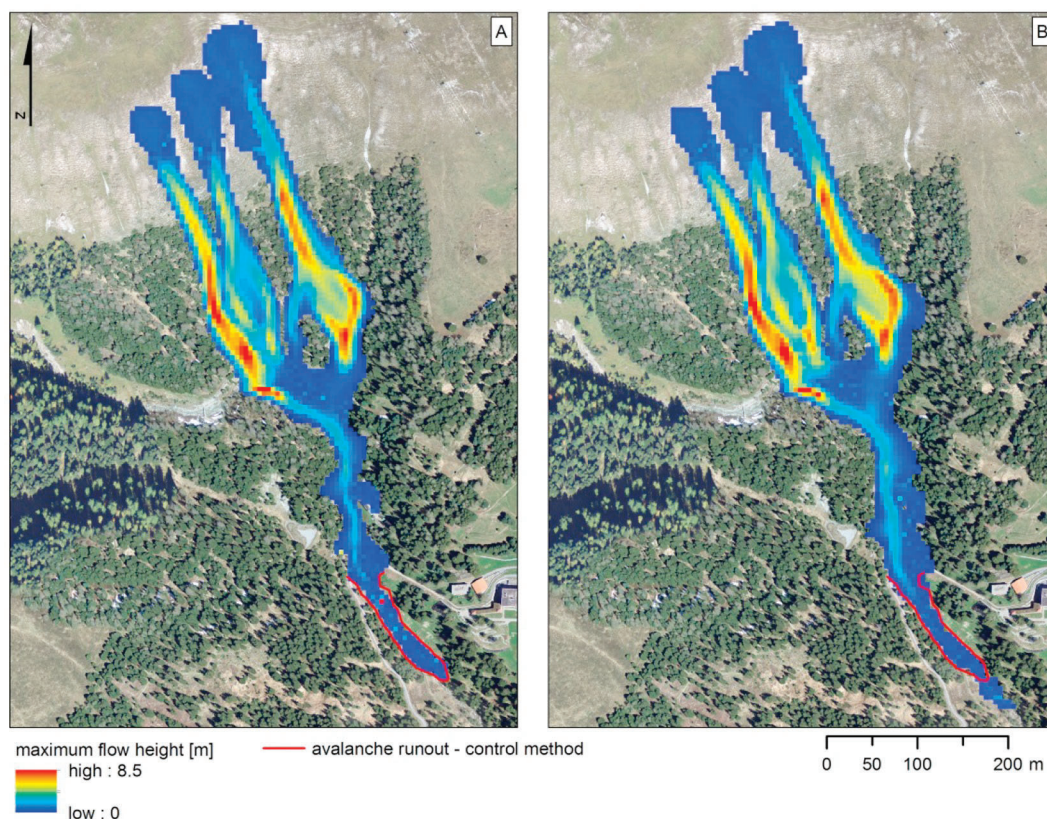 A
B
N
maximum flow height [m]
high : 8.5
low : 0
avalanche runout - control method
0 50 100 200 m